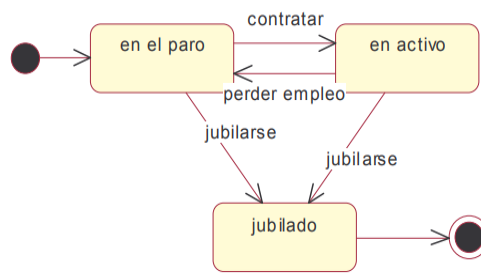 contratar
en el paro
en activo
perder empleo
jubilarse
jubilarse
jubilado